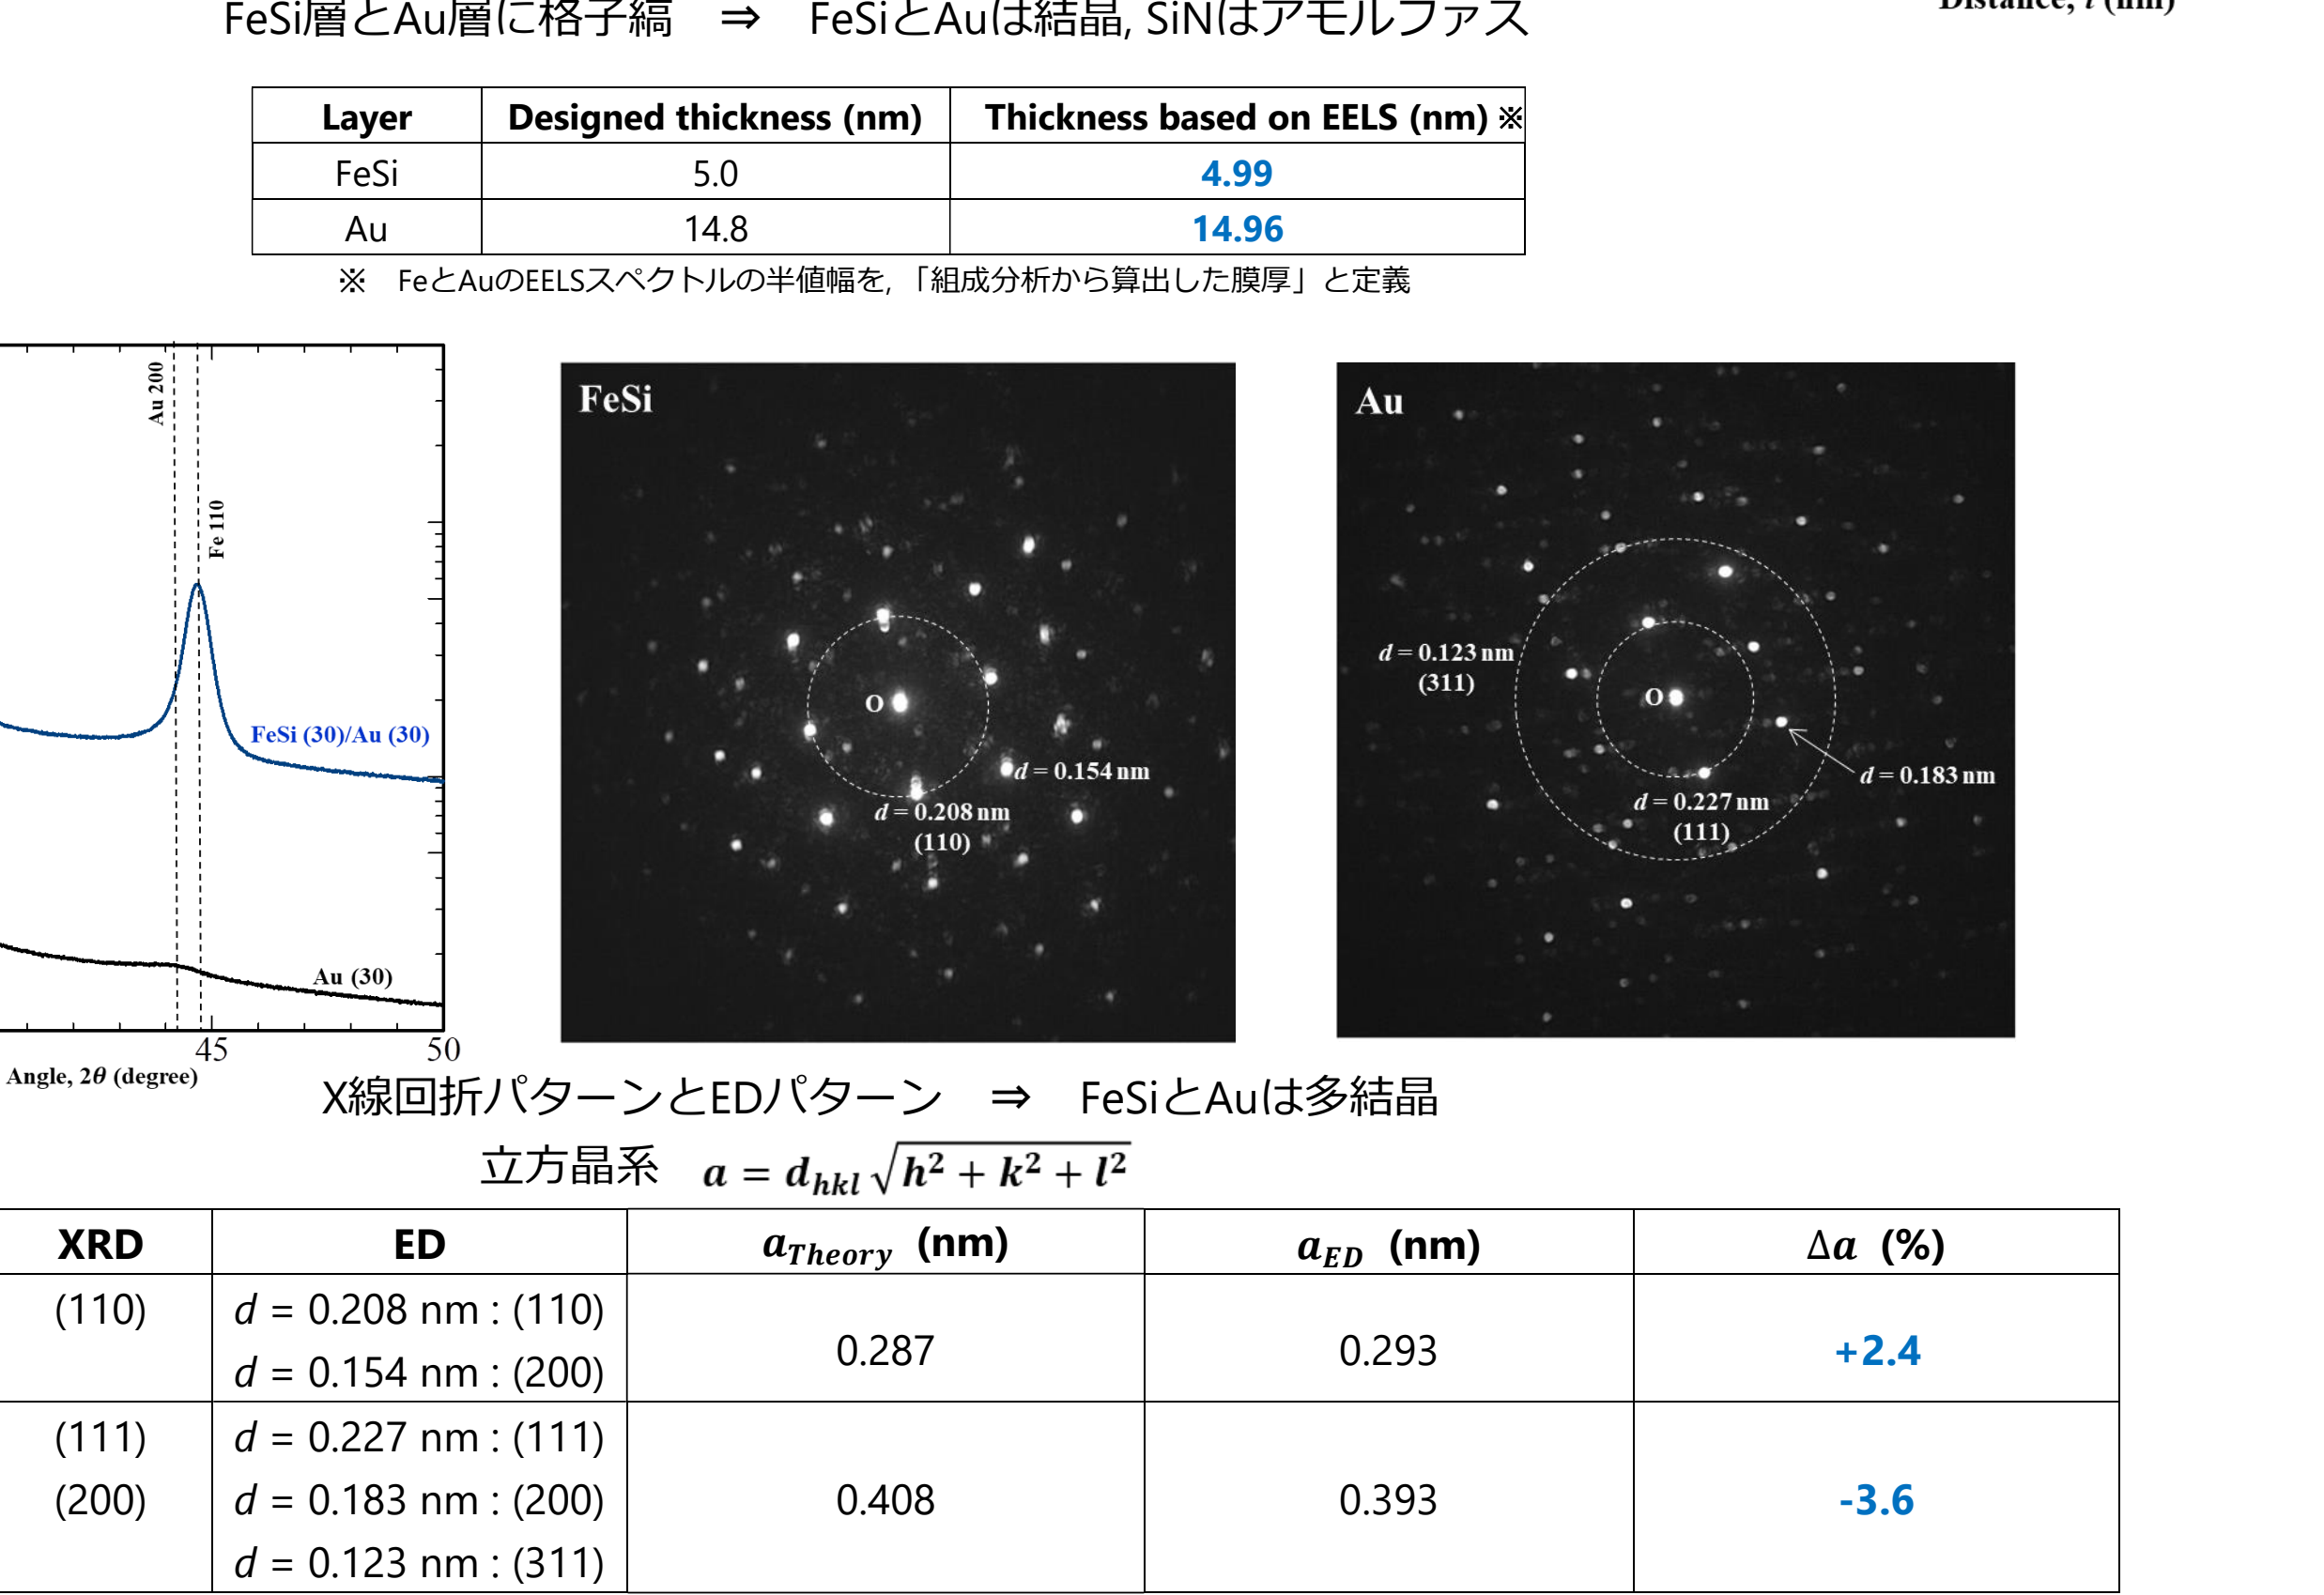 FeSi層とAu層に格子縞　⇒　FeSiとAuは結晶, SiNはアモルファス
Distance, t (nm)
Layer Designed thickness (nm) Thickness based on EELS (nm) ※
FeSi 5.0 4.99
Au 14.8 14.96
※　FeとAuのEELSスペクトルの半値幅を, 「組成分析から算出した膜厚」と定義
Au 200
Fe 110
FeSi (30)/Au (30)
Au (30)
45 50
Angle, 2θ (degree)
FeSi
O
d = 0.154 nm
d = 0.208 nm
(110)
Au
d = 0.123 nm
(311)
O
d = 0.183 nm
d = 0.227 nm
(111)
X線回折パターンとEDパターン　⇒　FeSiとAuは多結晶
立方晶系　a = d_{hkl} √(h² + k² + l²)
XRD ED a_{Theory} (nm) a_{ED} (nm) Δa (%)
(110) d = 0.208 nm : (110)
d = 0.154 nm : (200)
0.287 0.293 +2.4
(111) d = 0.227 nm : (111)
(200) d = 0.183 nm : (200) 0.408 0.393 -3.6
d = 0.123 nm : (311)